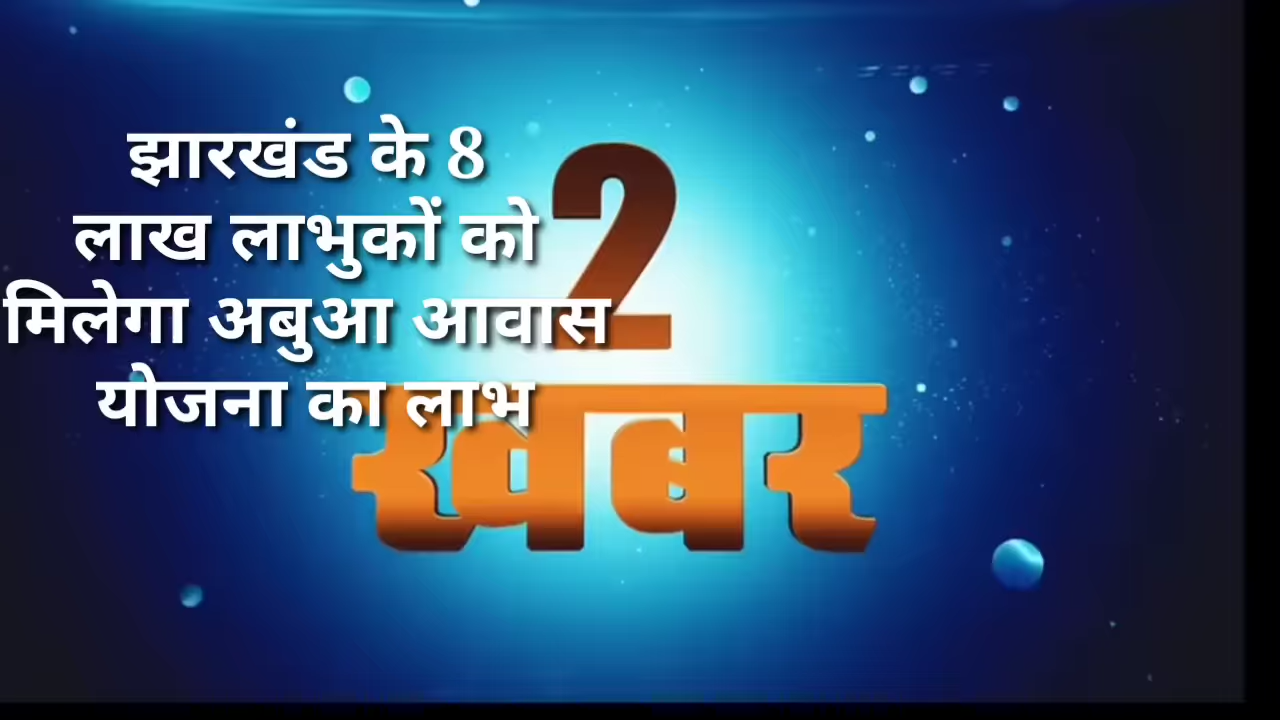 झारखंड के 8
लाख लाभुकों को
मिलेगा अबुआ आवास
योजना का लाभ
2
खबर